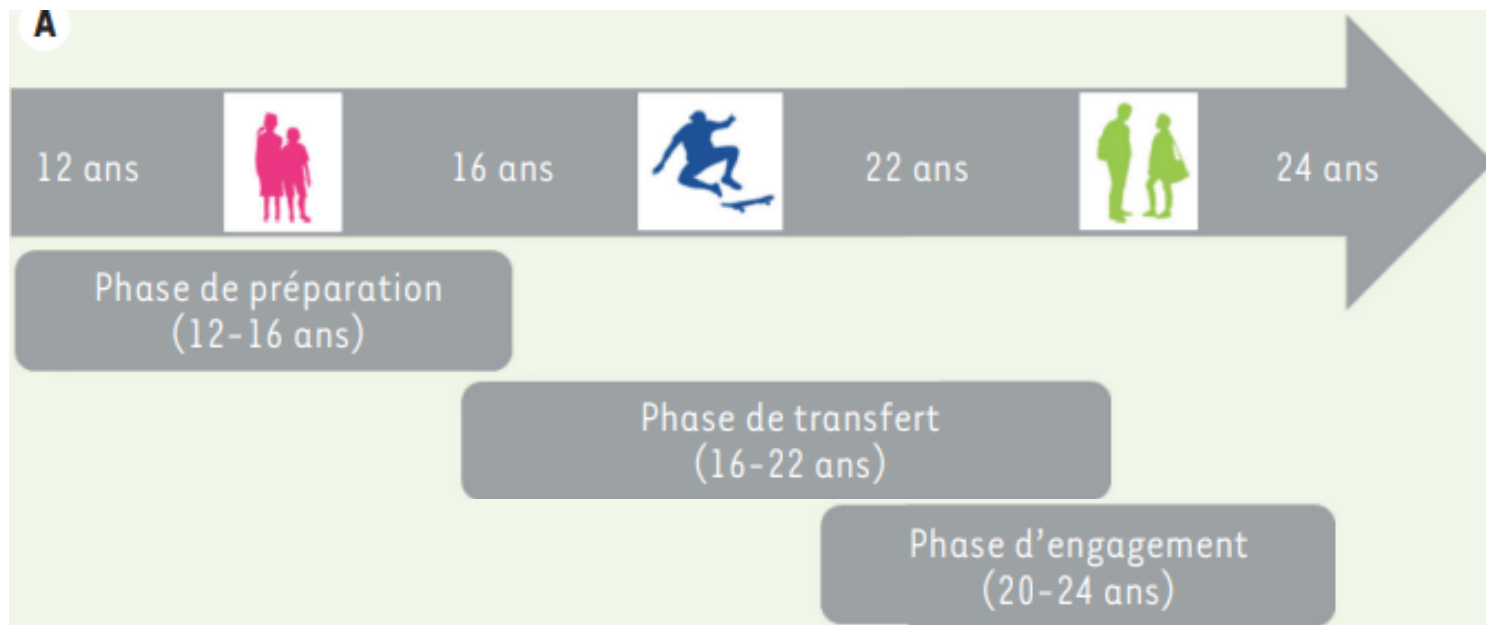 A
12 ans
16 ans
22 ans
24 ans
Phase de préparation
(12-16 ans)
Phase de transfert
(16-22 ans)
Phase d’engagement
(20-24 ans)